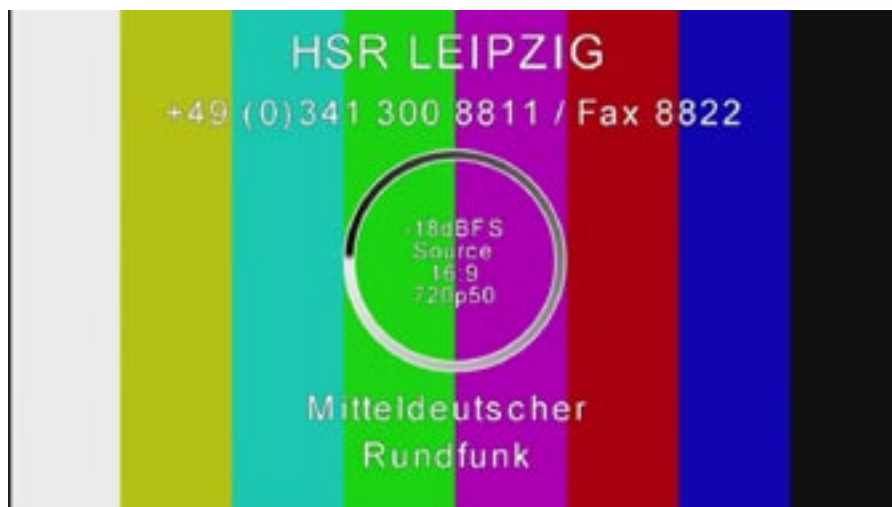 HSR LEIPZIG
+49 (0)341 300 8811 / Fax 8822
-18dBFS
Source
16:9
720p50
Mitteldeutscher
Rundfunk